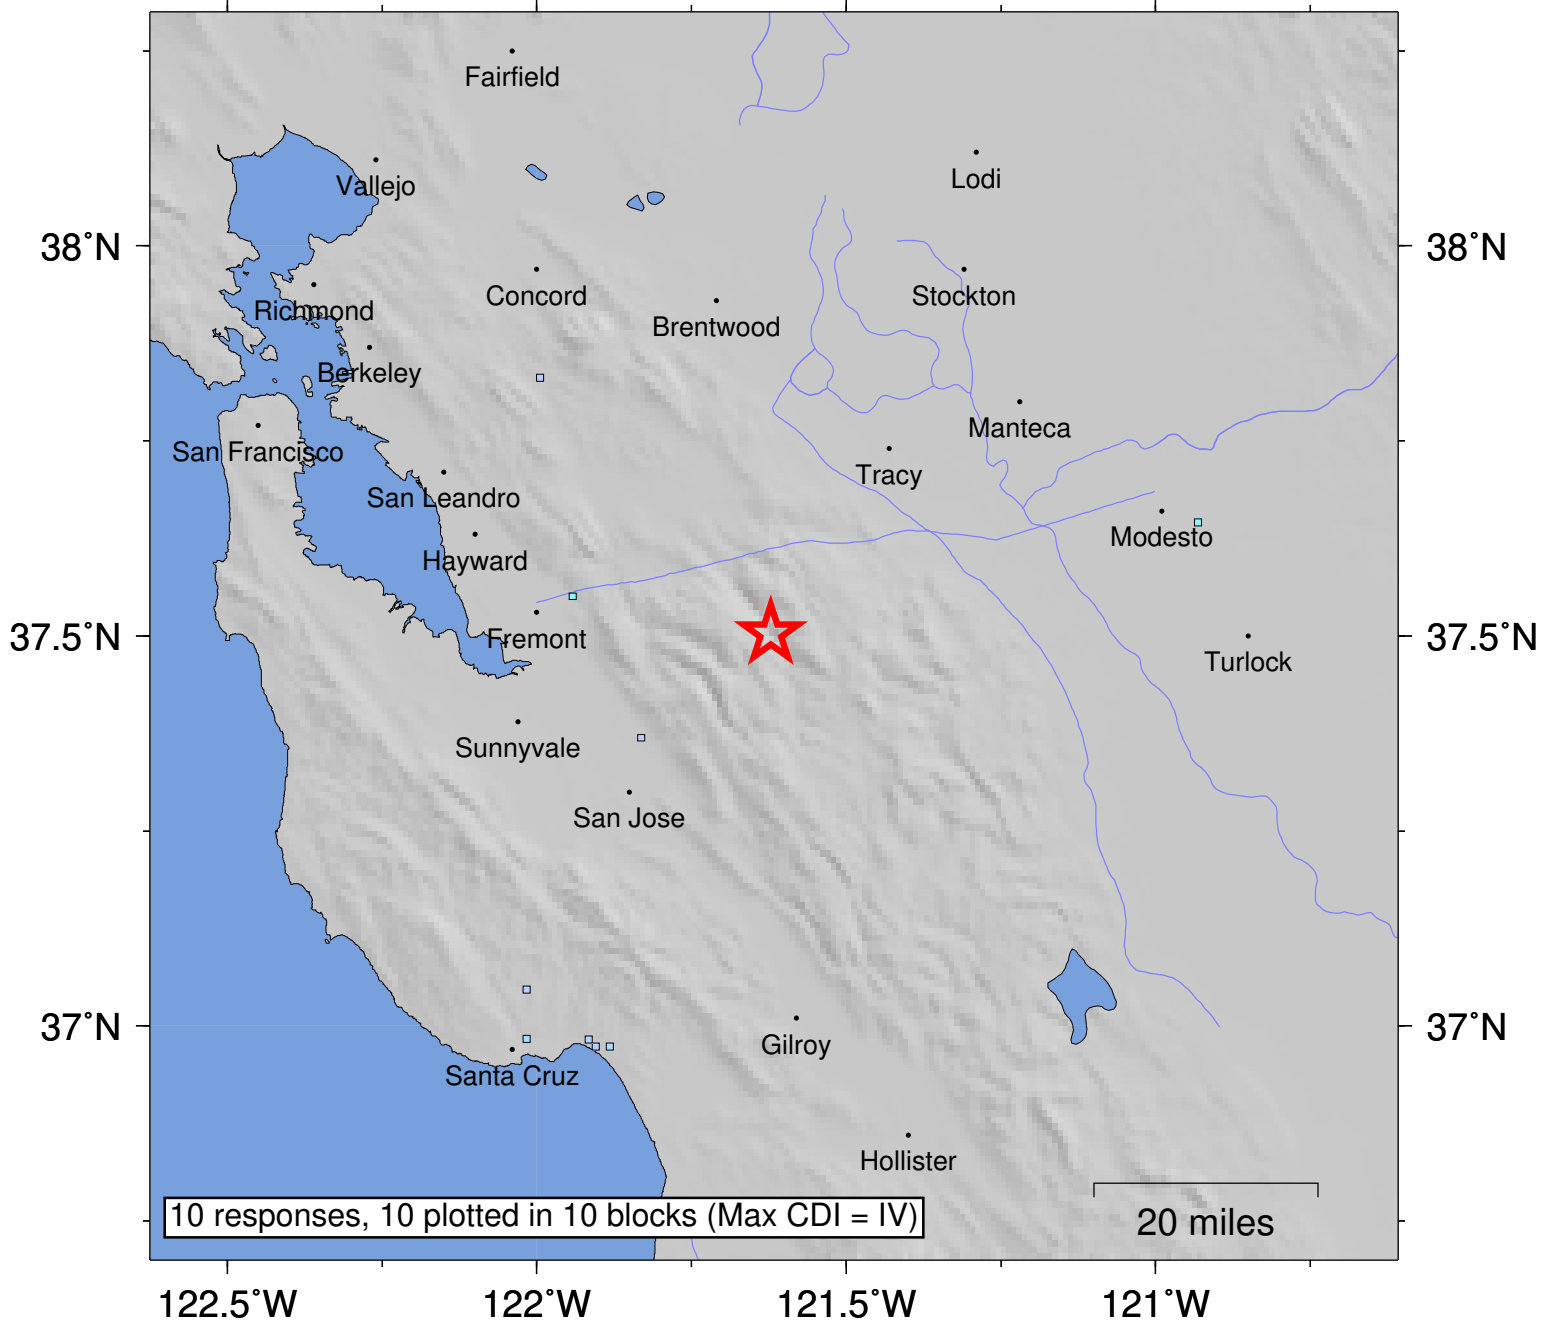 Fairfield
Lodi
Vallejo
38°N
38°N
Concord
Stockton
Richmond
Brentwood
Berkeley
Manteca
San Francisco
Tracy
San Leandro
Modesto
Hayward
37.5°N
Fremont
37.5°N
Turlock
Sunnyvale
San Jose
37°N
37°N
Gilroy
Santa Cruz
Hollister
10 responses, 10 plotted in 10 blocks (Max CDI = IV)
20 miles
122.5°W
122°W
121.5°W
121°W